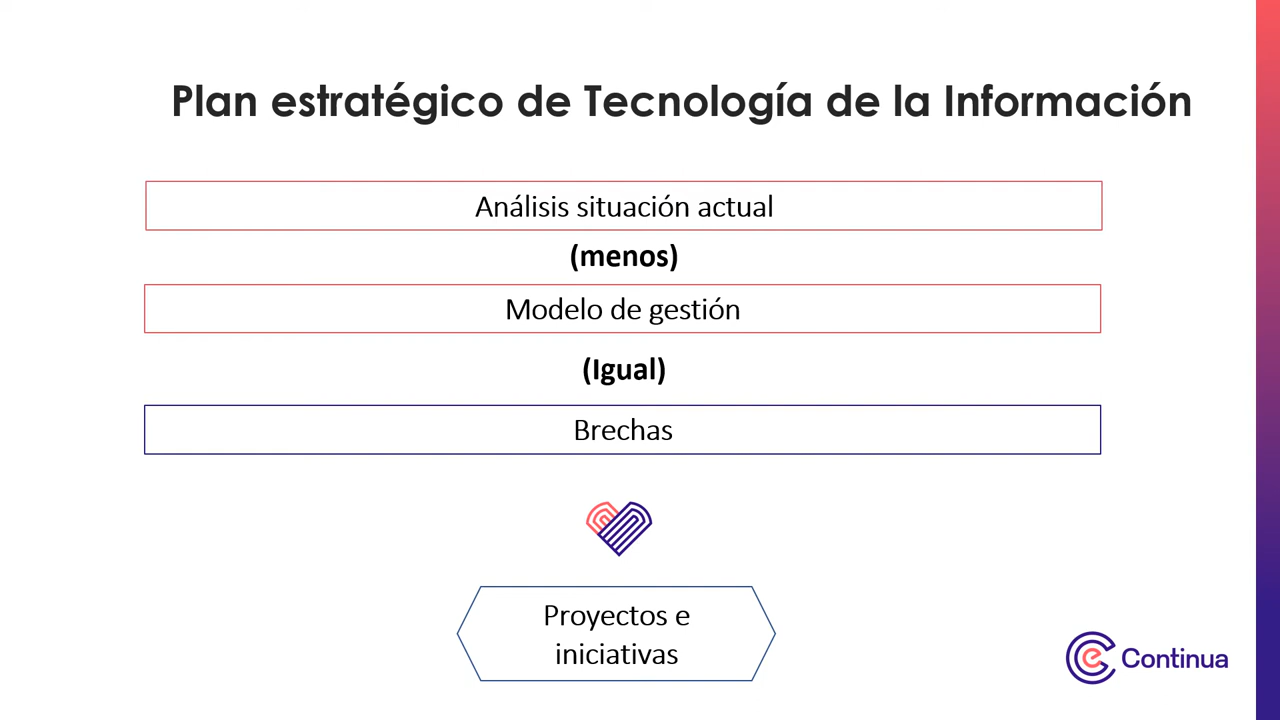 Plan estratégico de Tecnología de la Información
Análisis situación actual
(menos)
Modelo de gestión
(Igual)
Brechas
Proyectos e
iniciativas
Continua